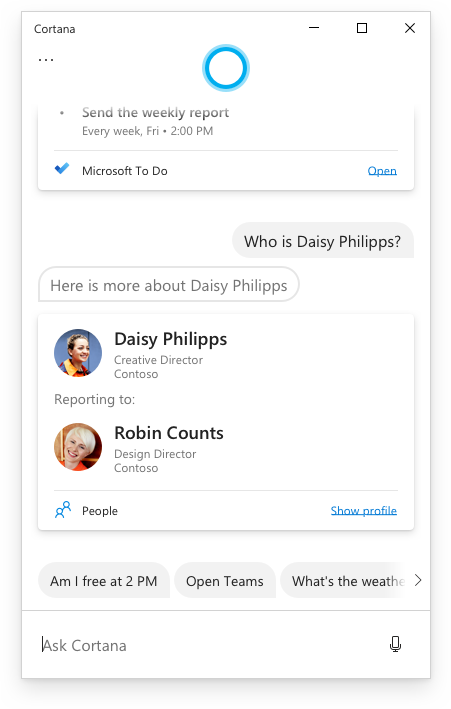 Cortana
...
Send the weekly report
Every week, Fri • 2:00 PM
Microsoft To Do
Open
Who is Daisy Philipps?
Here is more about Daisy Philipps
Daisy Philipps
Creative Director
Contoso
Reporting to:
Robin Counts
Design Director
Contoso
People
Show profile
Am I free at 2 PM
Open Teams
What's the weathe
Ask Cortana